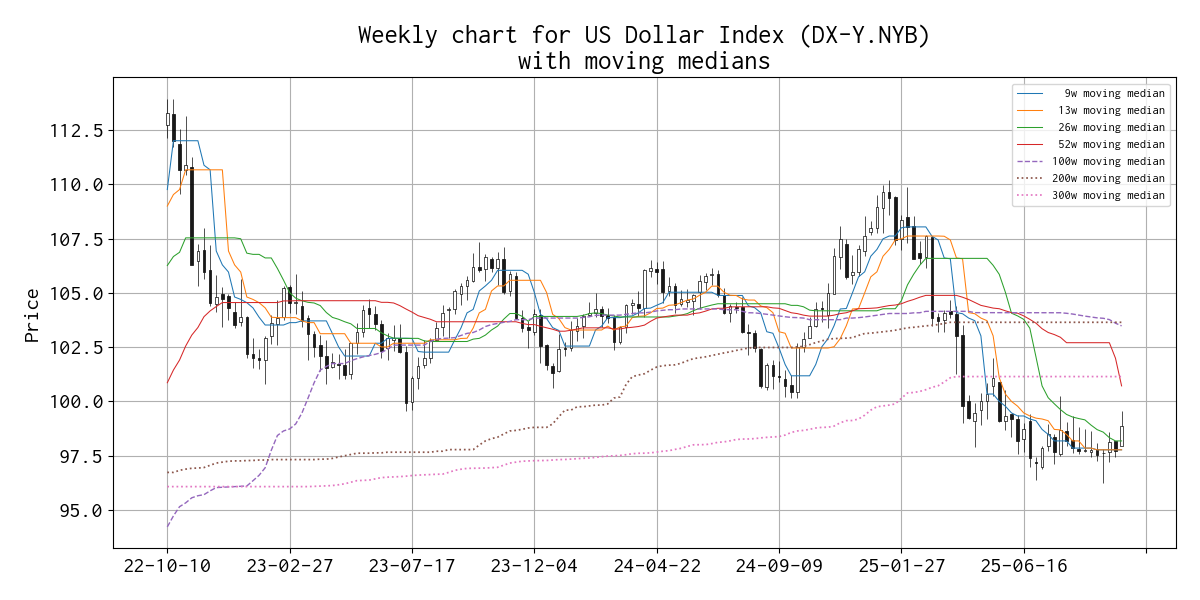 Weekly chart for US Dollar Index (DX-Y.NYB)
with moving medians
9w moving median
13w moving median
26w moving median
52w moving median
100w moving median
200w moving median
300w moving median
Price
112.5
110.0
107.5
105.0
102.5
100.0
97.5
95.0
22-10-10
23-02-27
23-07-17
23-12-04
24-04-22
24-09-09
25-01-27
25-06-16